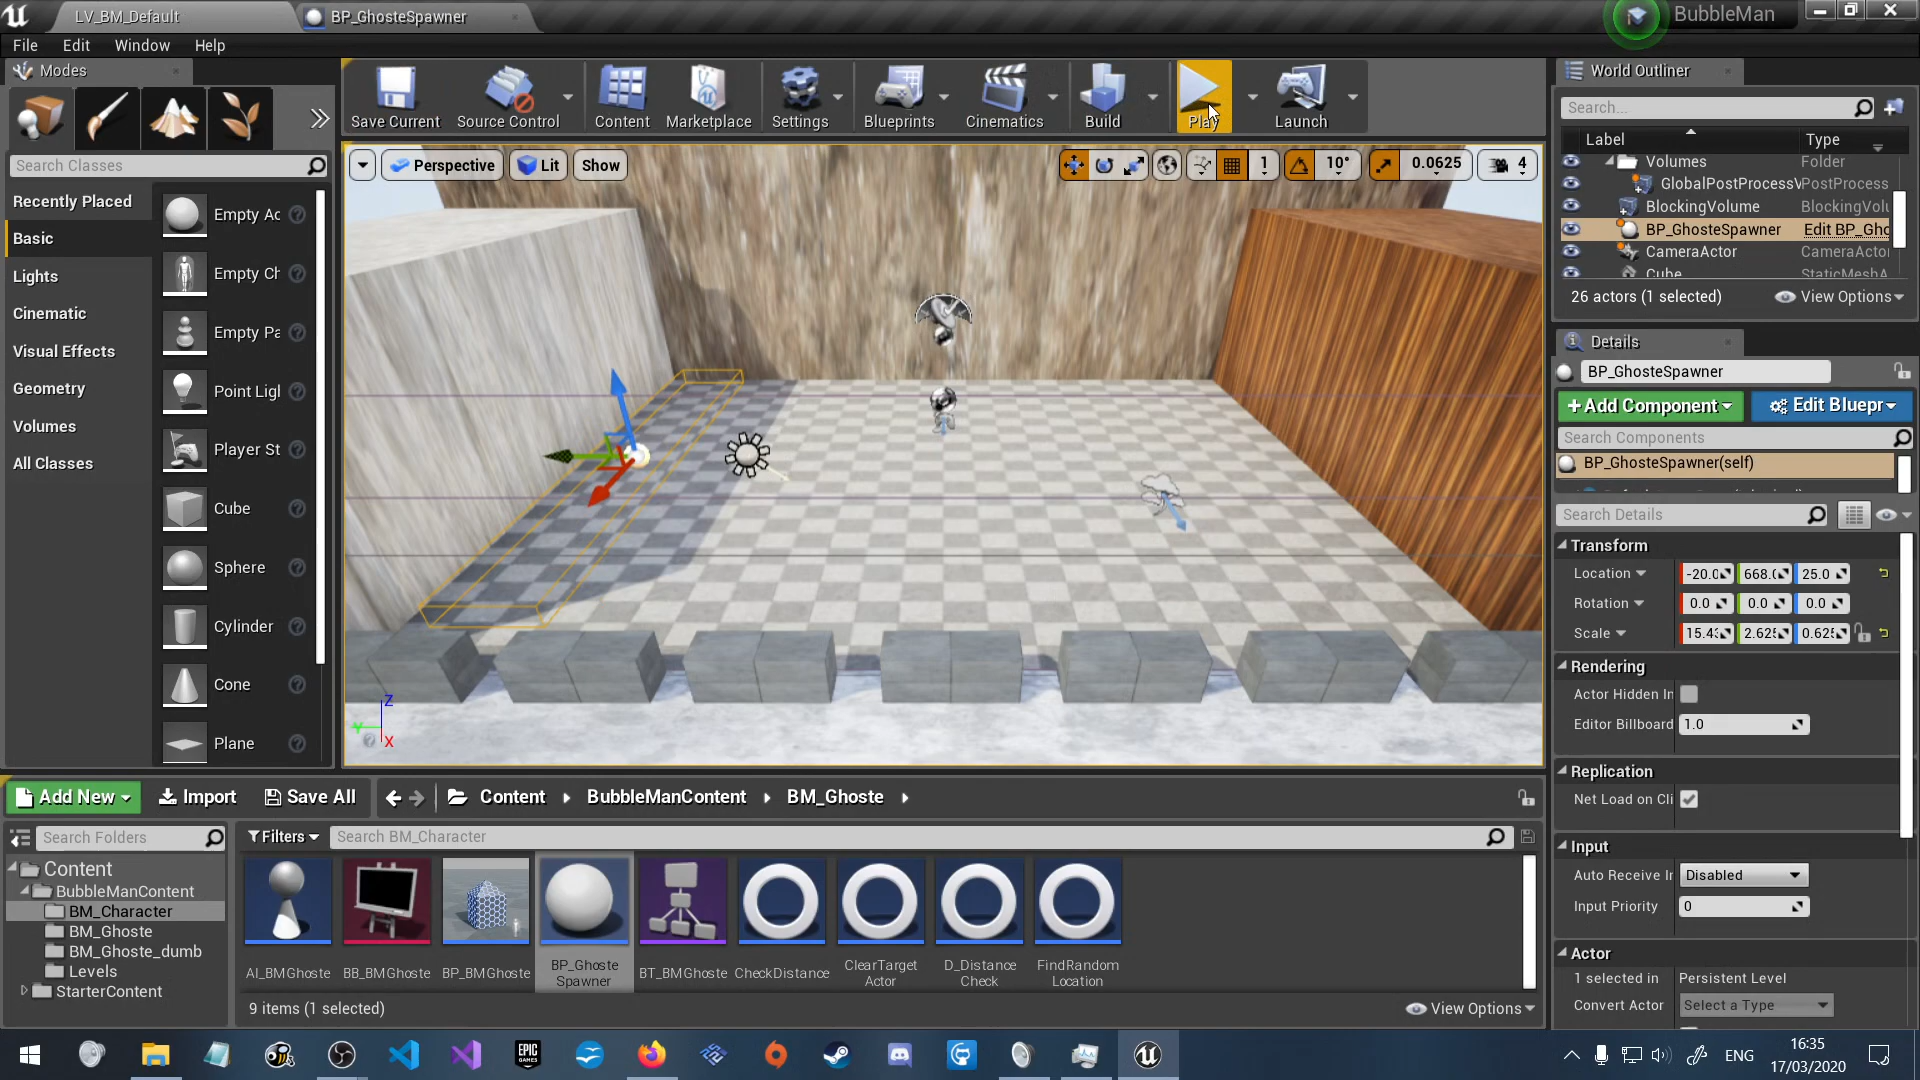 LV_BM_Default
BP_GhosteSpawner
BubbleMan
File Edit Window Help
Modes
Save Current
Source Control
Content
Marketplace
Settings
Blueprints
Cinematics
Build
Play
Launch
World Outliner
Search...
Label Type
Volumes Folder
GlobalPostProcessV PostProcess
BlockingVolume BlockingVolu
BP_GhosteSpawner Edit BP_Gho
CameraActor CameraActo
Cube StaticMeshA
26 actors (1 selected) View Options
Search Classes
Recently Placed
Basic
Lights
Cinematic
Visual Effects
Geometry
Volumes
All Classes
Empty Ac
Empty Ch
Empty Pa
Point Ligl
Player St
Cube
Sphere
Cylinder
Cone
Plane
Perspective Lit Show
1 10° 0.0625 4
Z
Y
X
Details
BP_GhosteSpawner
+Add Component Edit Bluepr
Search Components
BP_GhosteSpawner(self)
Search Details
Transform
Location -20.0 668.0 25.0
Rotation 0.0 0.0 0.0
Scale 15.43 2.625 0.625
Rendering
Actor Hidden In
Editor Billboard 1.0
Replication
Net Load on Cli
Input
Auto Receive In Disabled
Input Priority 0
Actor
1 selected in Persistent Level
Convert Actor Select a Type
Add New Import Save All Content BubbleManContent BM_Ghoste
Search Folders
Filters Search BM_Character
Content
BubbleManContent
BM_Character
BM_Ghoste
BM_Ghoste_dumb
Levels
StarterContent
AI_BMGhoste
BB_BMGhoste
BP_BMGhoste
BP_Ghoste
Spawner
BT_BMGhoste
CheckDistance
ClearTarget
Actor
D_Distance
Check
FindRandom
Location
9 items (1 selected) View Options
EPIC
GAMES
ENG
16:35
17/03/2020